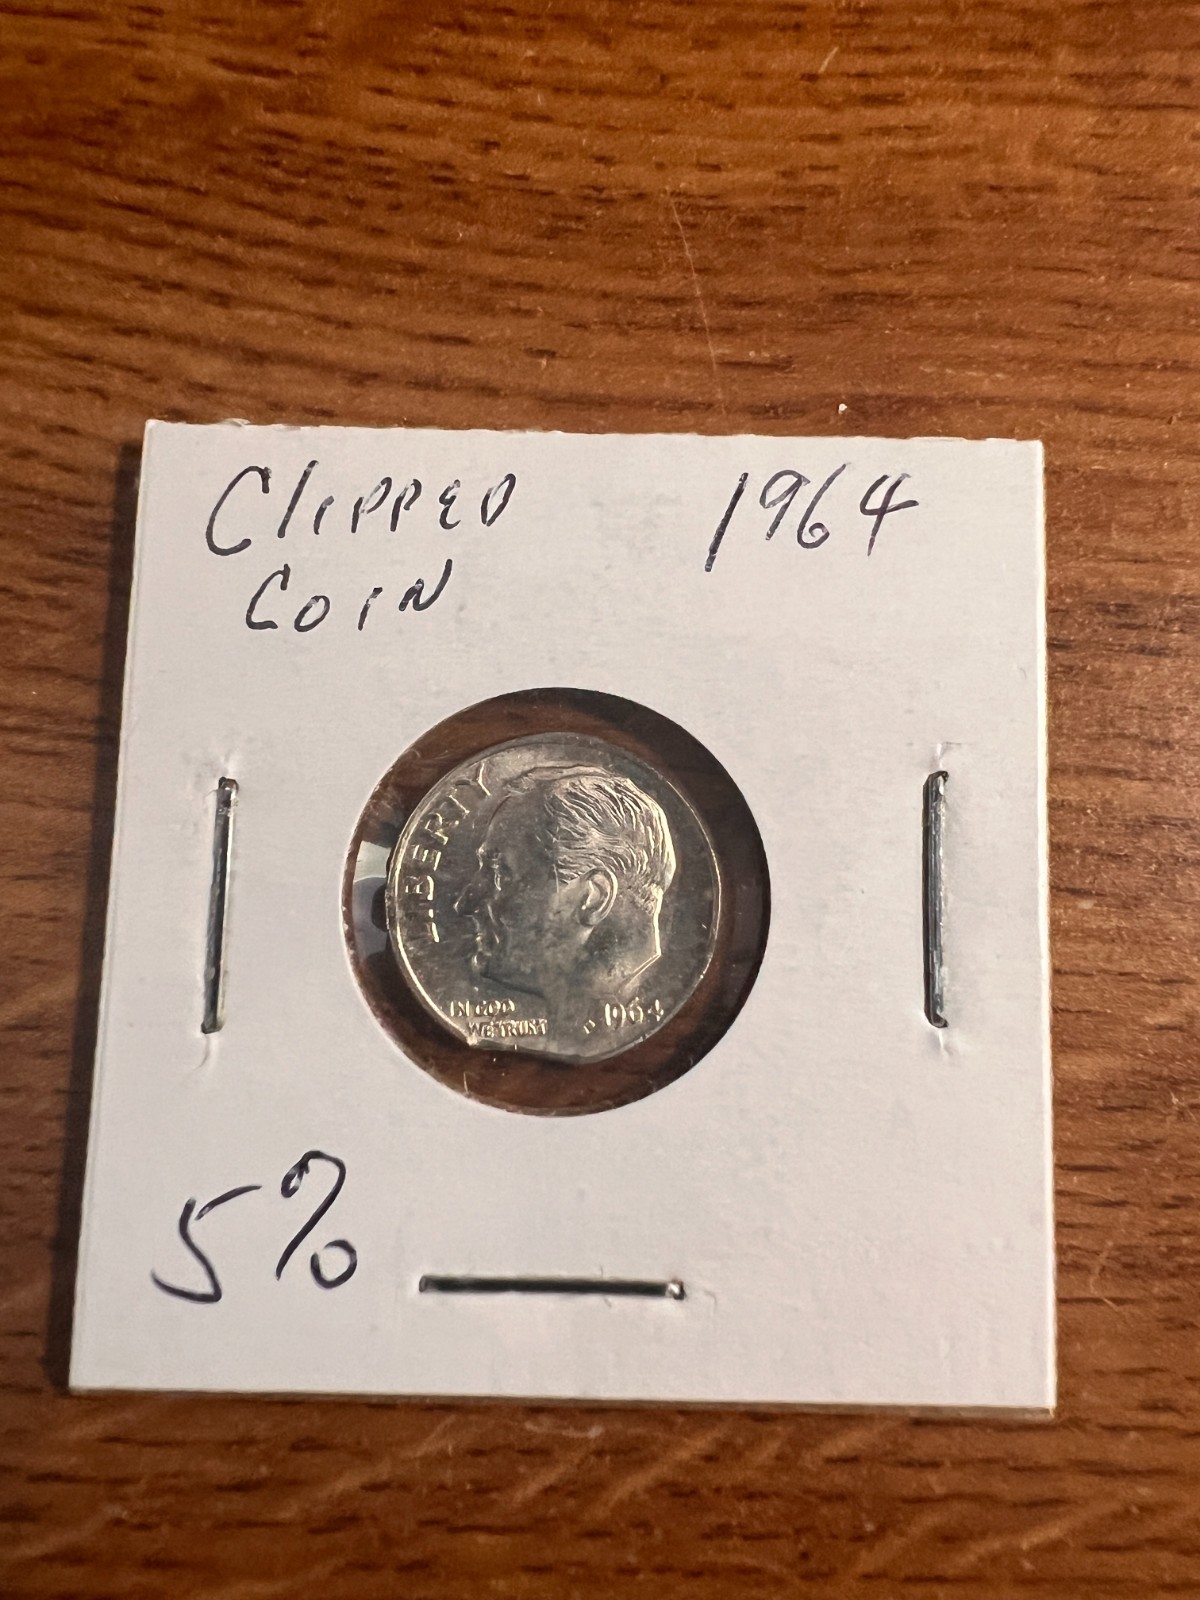 Clipped 1964
Coin
LIBERTY
IN GOD
WE TRUST
1964
5%